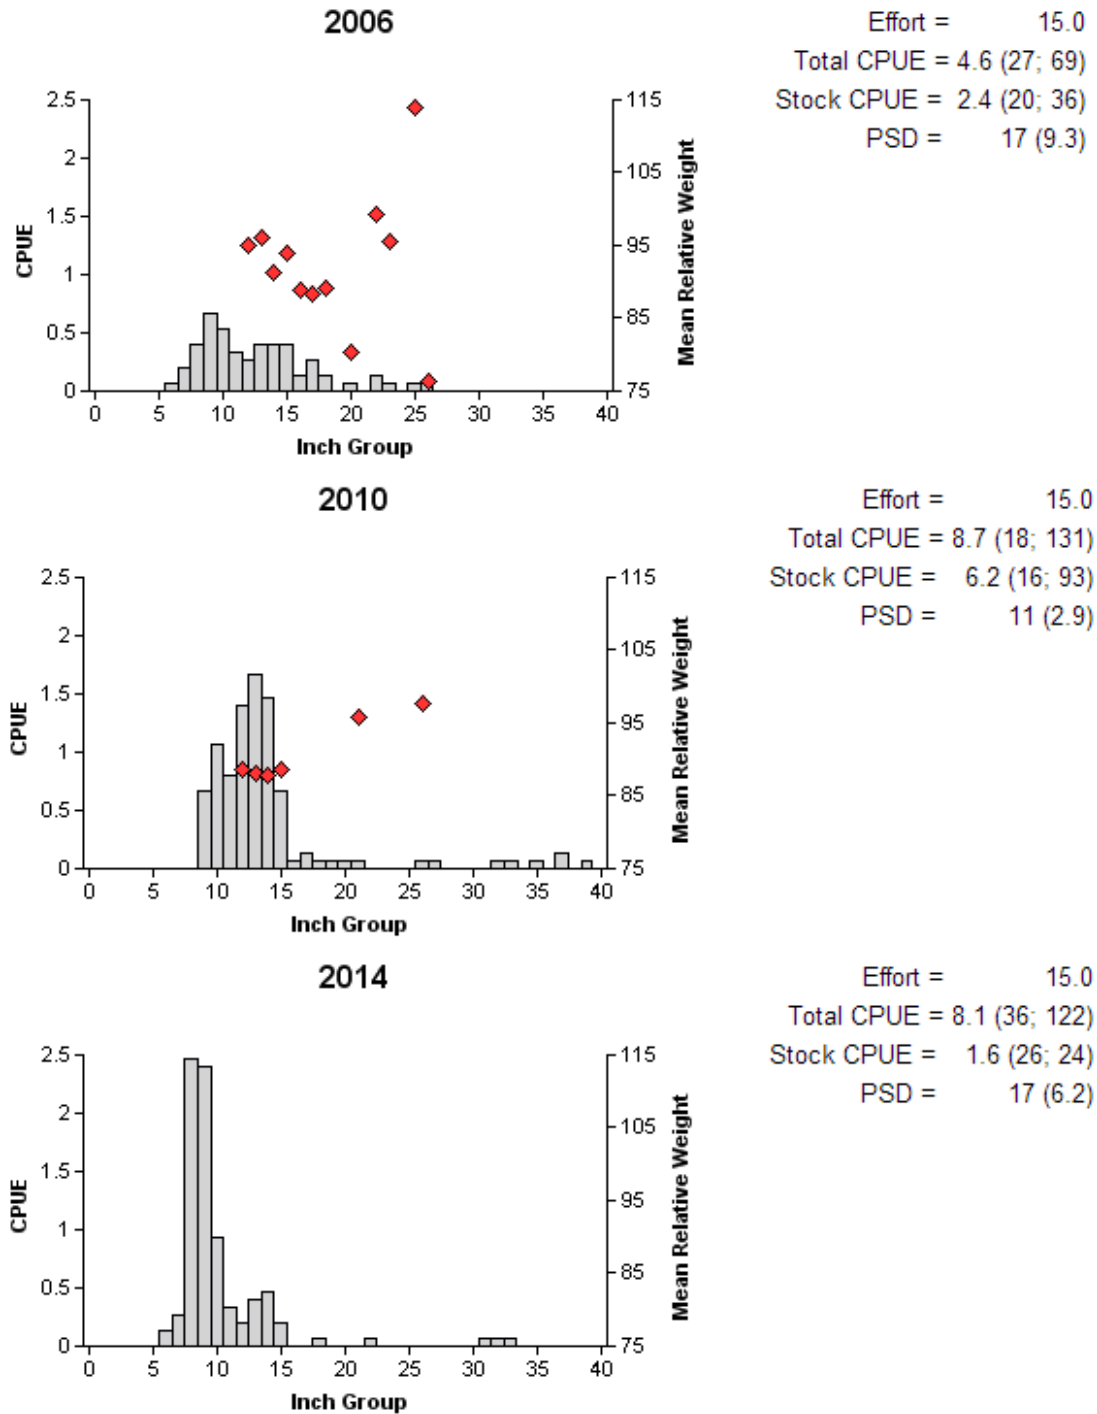 2006
Effort = 15.0
Total CPUE = 4.6 (27; 69)
Stock CPUE = 2.4 (20; 36)
PSD = 17 (9.3)
2.5
2
1.5
1
0.5
0
CPUE
115
105
95
85
75
Mean Relative Weight
0 5 10 15 20 25 30 35 40
Inch Group
2010
Effort = 15.0
Total CPUE = 8.7 (18; 131)
Stock CPUE = 6.2 (16; 93)
PSD = 11 (2.9)
2.5
2
1.5
1
0.5
0
CPUE
115
105
95
85
75
Mean Relative Weight
0 5 10 15 20 25 30 35 40
Inch Group
2014
Effort = 15.0
Total CPUE = 8.1 (36; 122)
Stock CPUE = 1.6 (26; 24)
PSD = 17 (6.2)
2.5
2
1.5
1
0.5
0
CPUE
115
105
95
85
75
Mean Relative Weight
0 5 10 15 20 25 30 35 40
Inch Group